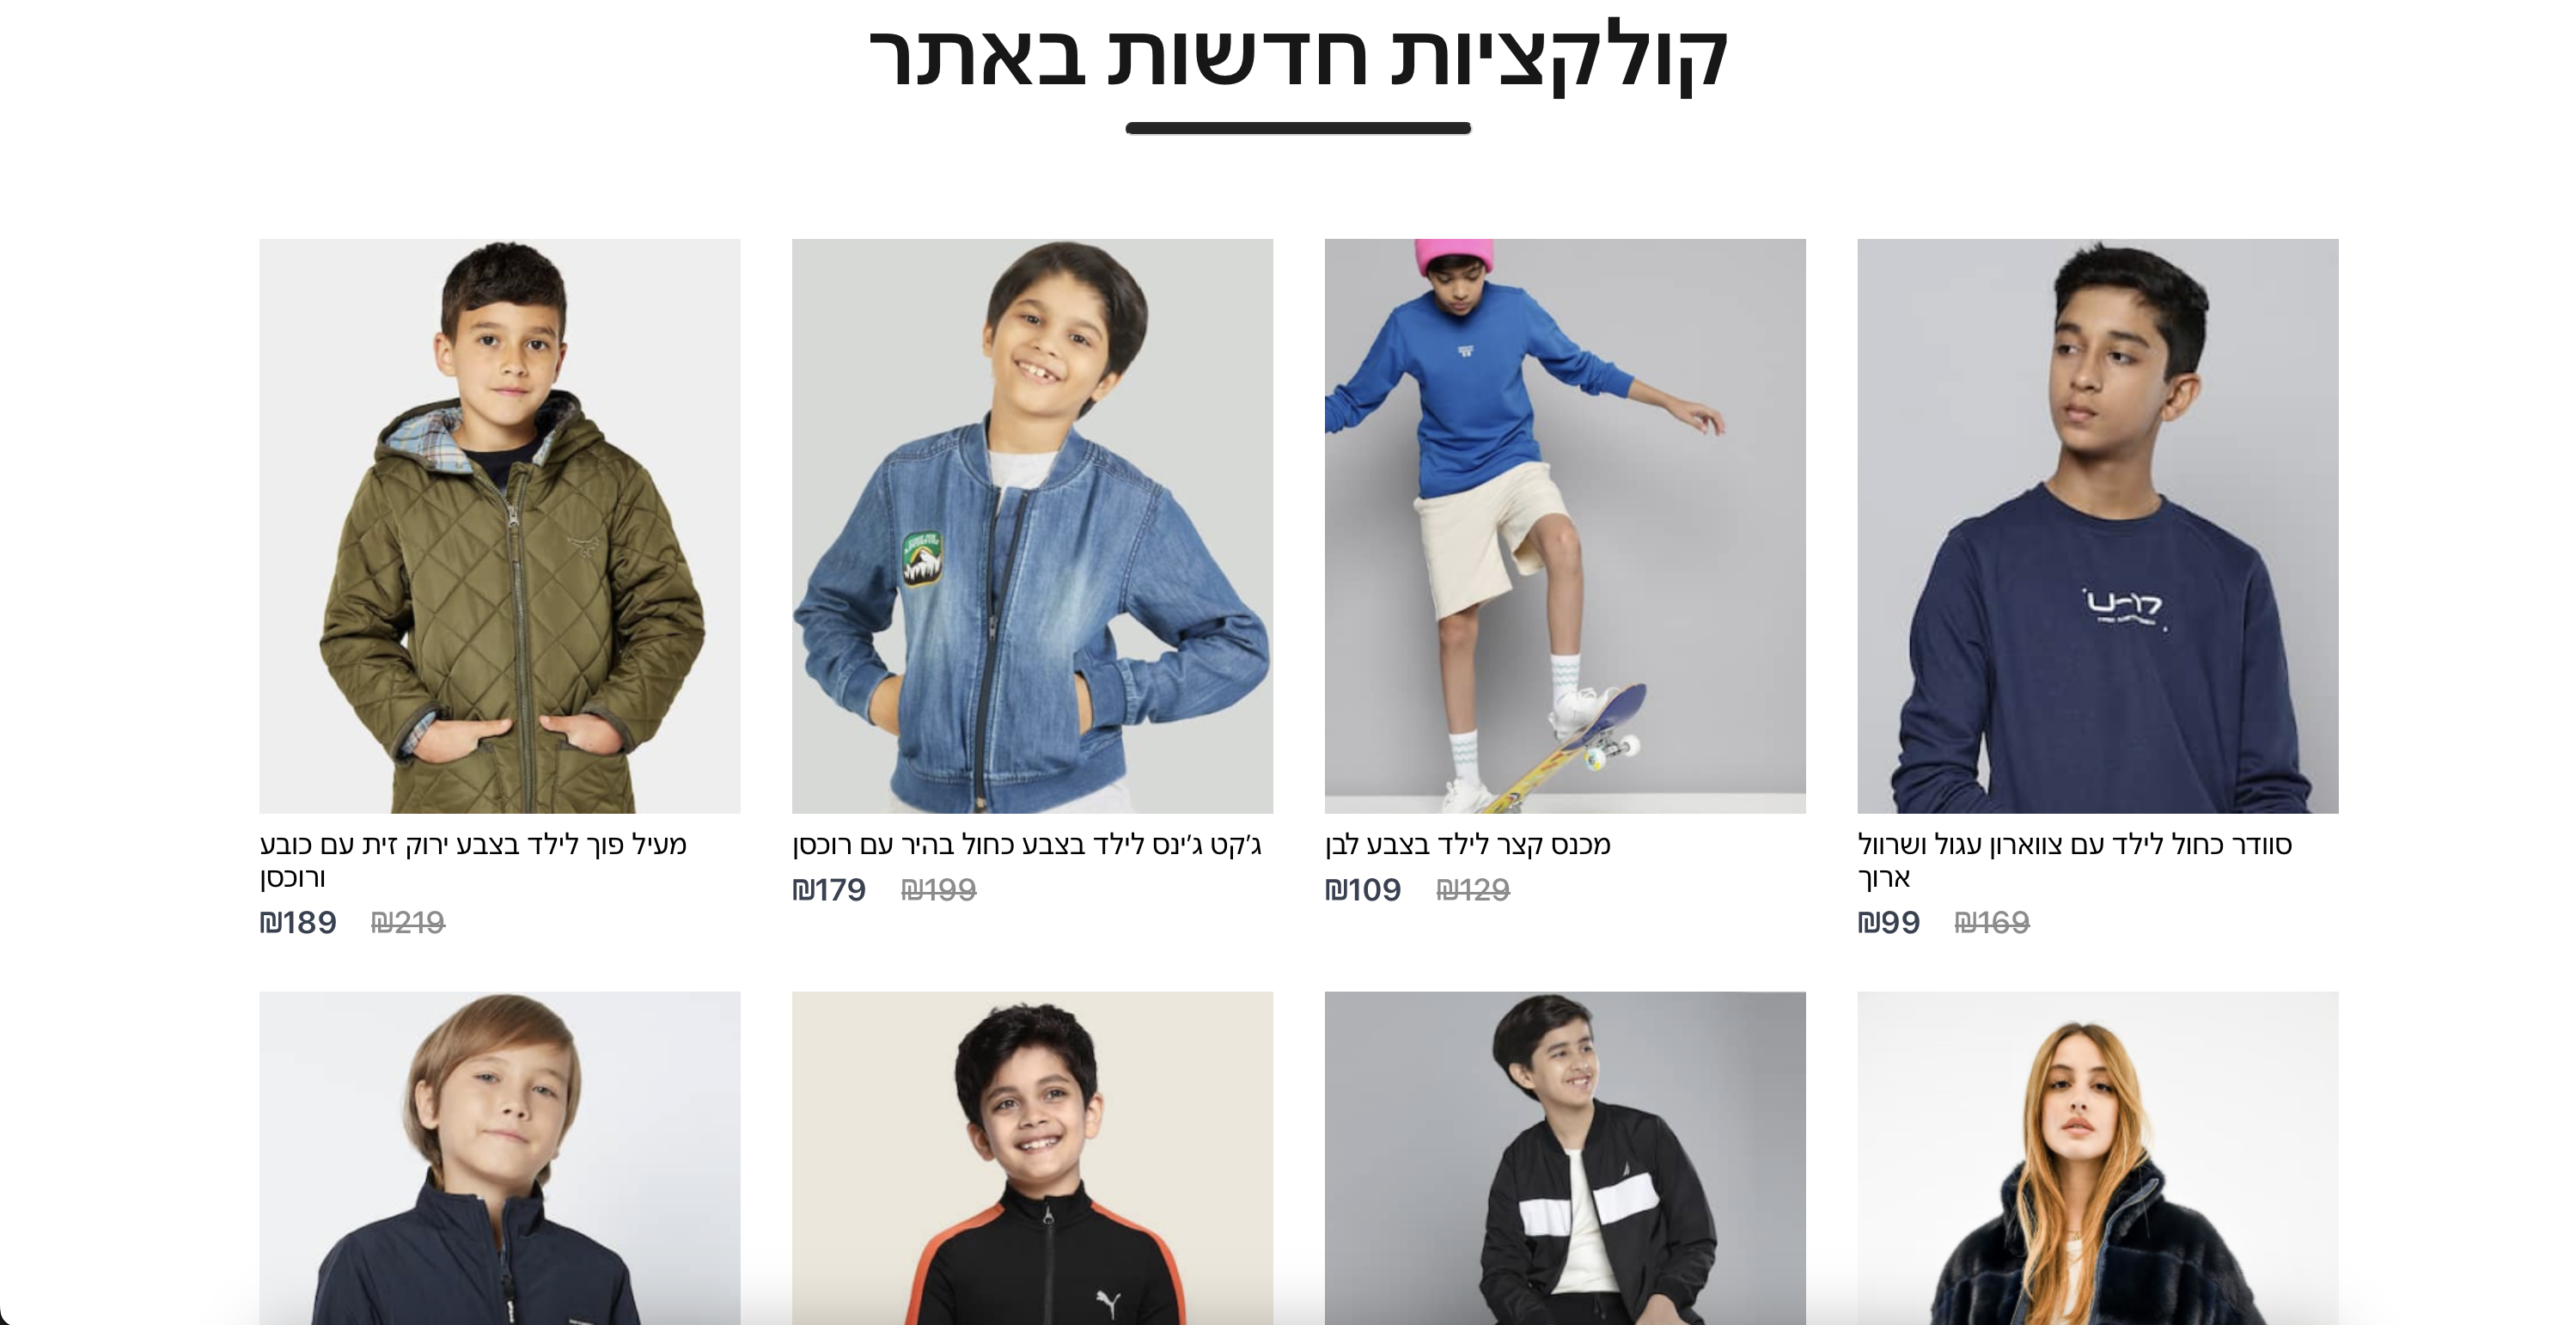 קולקציות חדשות באתר
סוודר כחול לילד עם צווארון עגול ושרוול
ארוך
₪99 ₪169
מכנס קצר לילד בצבע לבן
₪109 ₪129
ג'קט ג'ינס לילד בצבע כחול בהיר עם רוכסן
₪179 ₪199
מעיל פוך לילד בצבע ירוק זית עם כובע
ורוכסן
₪189 ₪219